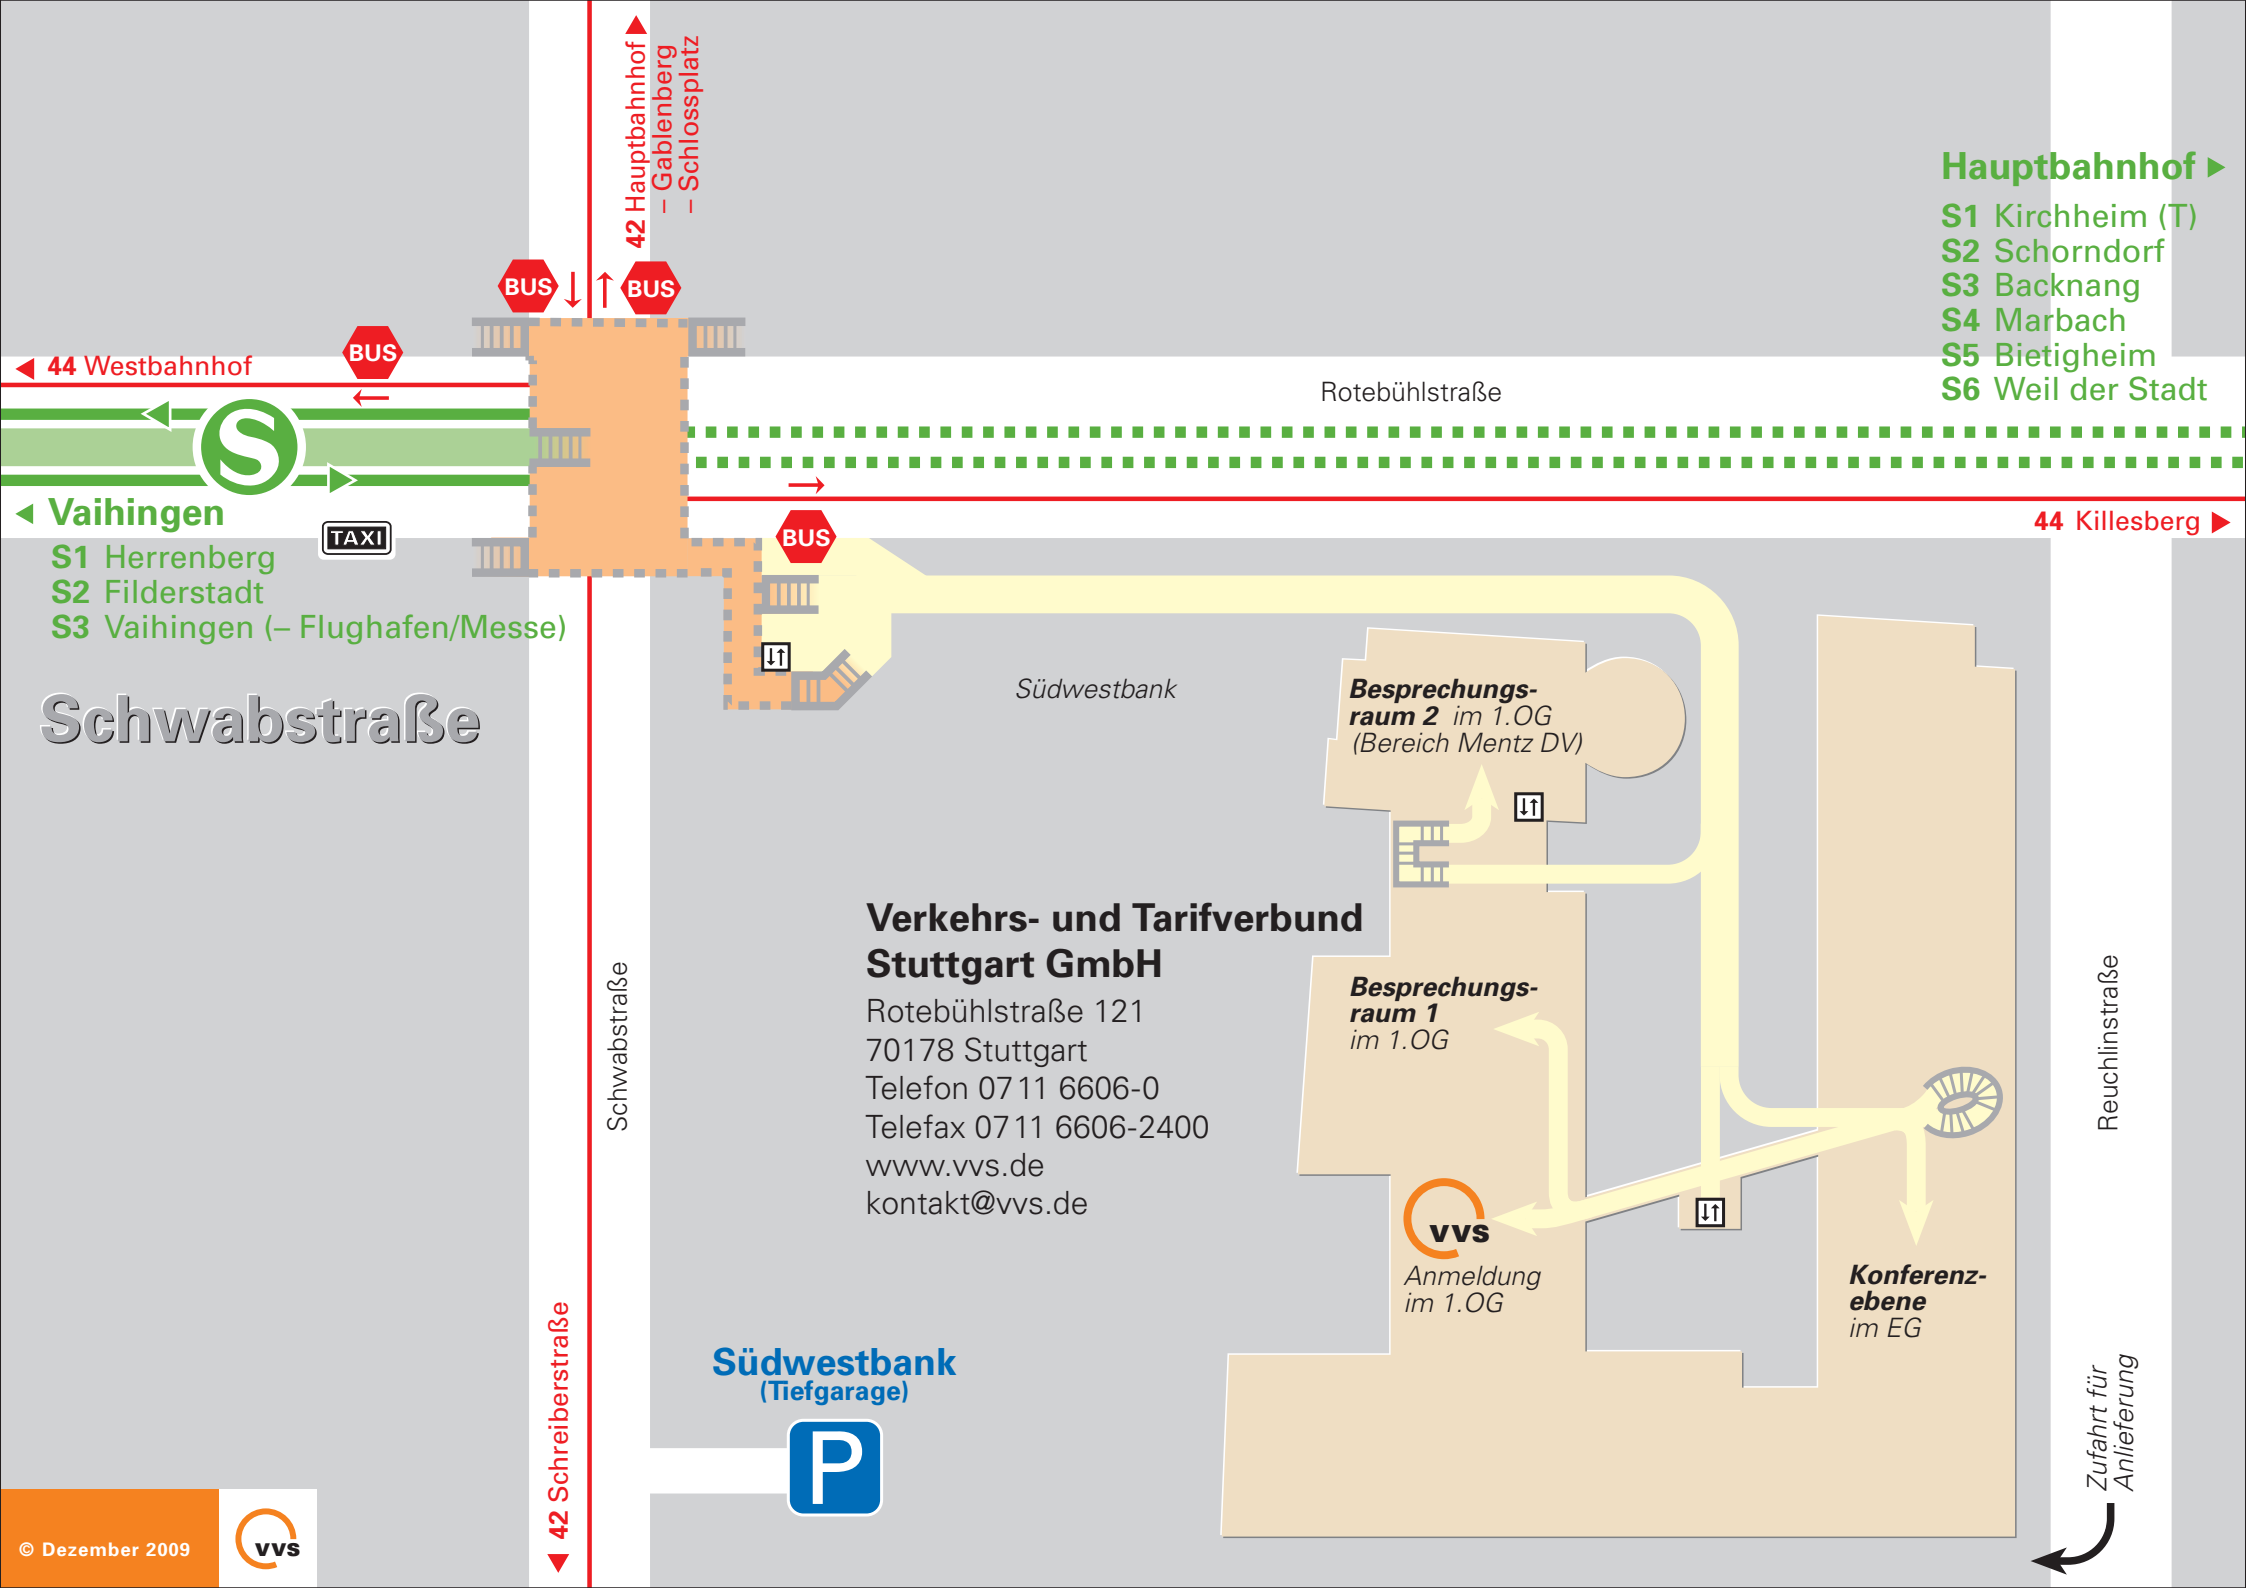 42 Hauptbahnhof
– Gablenberg
– Schlossplatz
Hauptbahnhof
S1 Kirchheim (T)
S2 Schorndorf
S3 Backnang
S4 Marbach
S5 Bietigheim
S6 Weil der Stadt
BUS
BUS
BUS
44 Westbahnhof
Rotebühlstraße
S
Vaihingen
S1 Herrenberg
S2 Filderstadt
S3 Vaihingen (– Flughafen/Messe)
TAXI
BUS
44 Killesberg
Schwabstraße
Südwestbank
Besprechungs-
raum 2 im 1.OG
(Bereich Mentz DV)
Verkehrs- und Tarifverbund
Stuttgart GmbH
Rotebühlstraße 121
70178 Stuttgart
Telefon 0711 6606-0
Telefax 0711 6606-2400
www.vvs.de
kontakt@vvs.de
Schwabstraße
Besprechungs-
raum 1
im 1.OG
Reuchlinstraße
vvs
Anmeldung
im 1.OG
Konferenz-
ebene
im EG
42 Schreiberstraße
Südwestbank
(Tiefgarage)
P
Zufahrt für
Anlieferung
© Dezember 2009
vvs